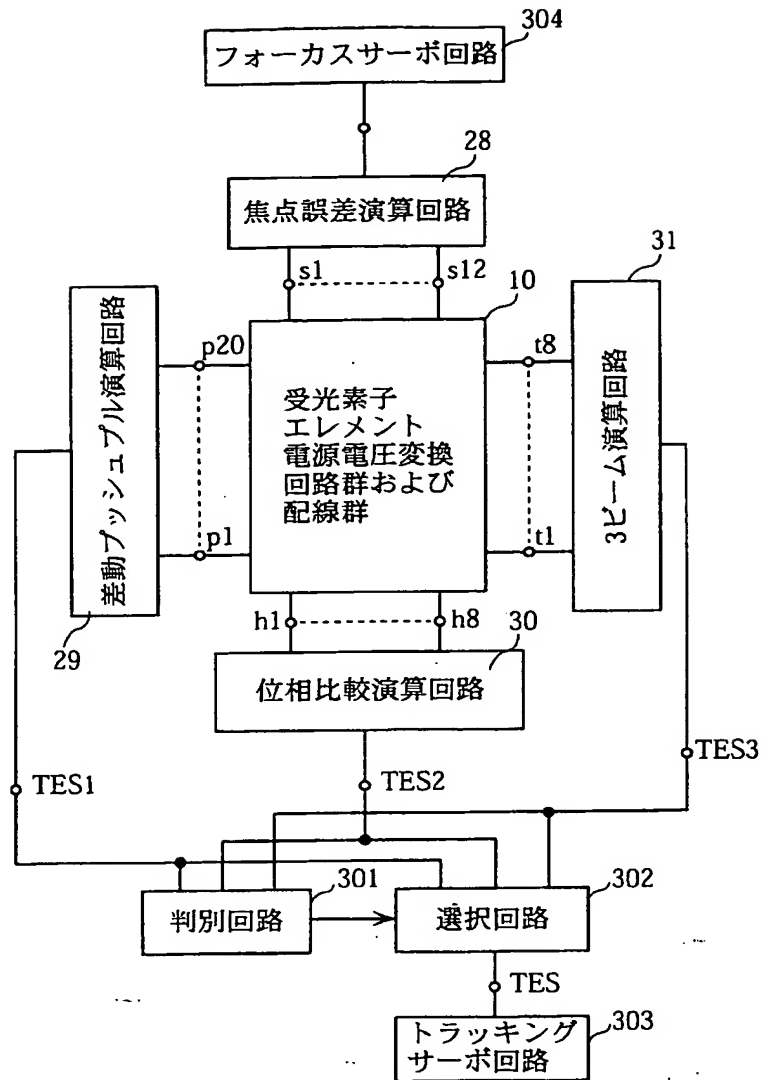 304
フォーカスサーボ回路
28
焦点誤差演算回路
s1
s12
10
31
差動プッシュプル演算回路
p20
p1
29
受光素子
エレメント
電源電圧変換
回路群および
配線群
t8
t1
3ビーム演算回路
h1
h8
30
位相比較演算回路
TES1
TES2
TES3
301
判別回路
302
選択回路
TES
303
トラッキング
サーボ回路